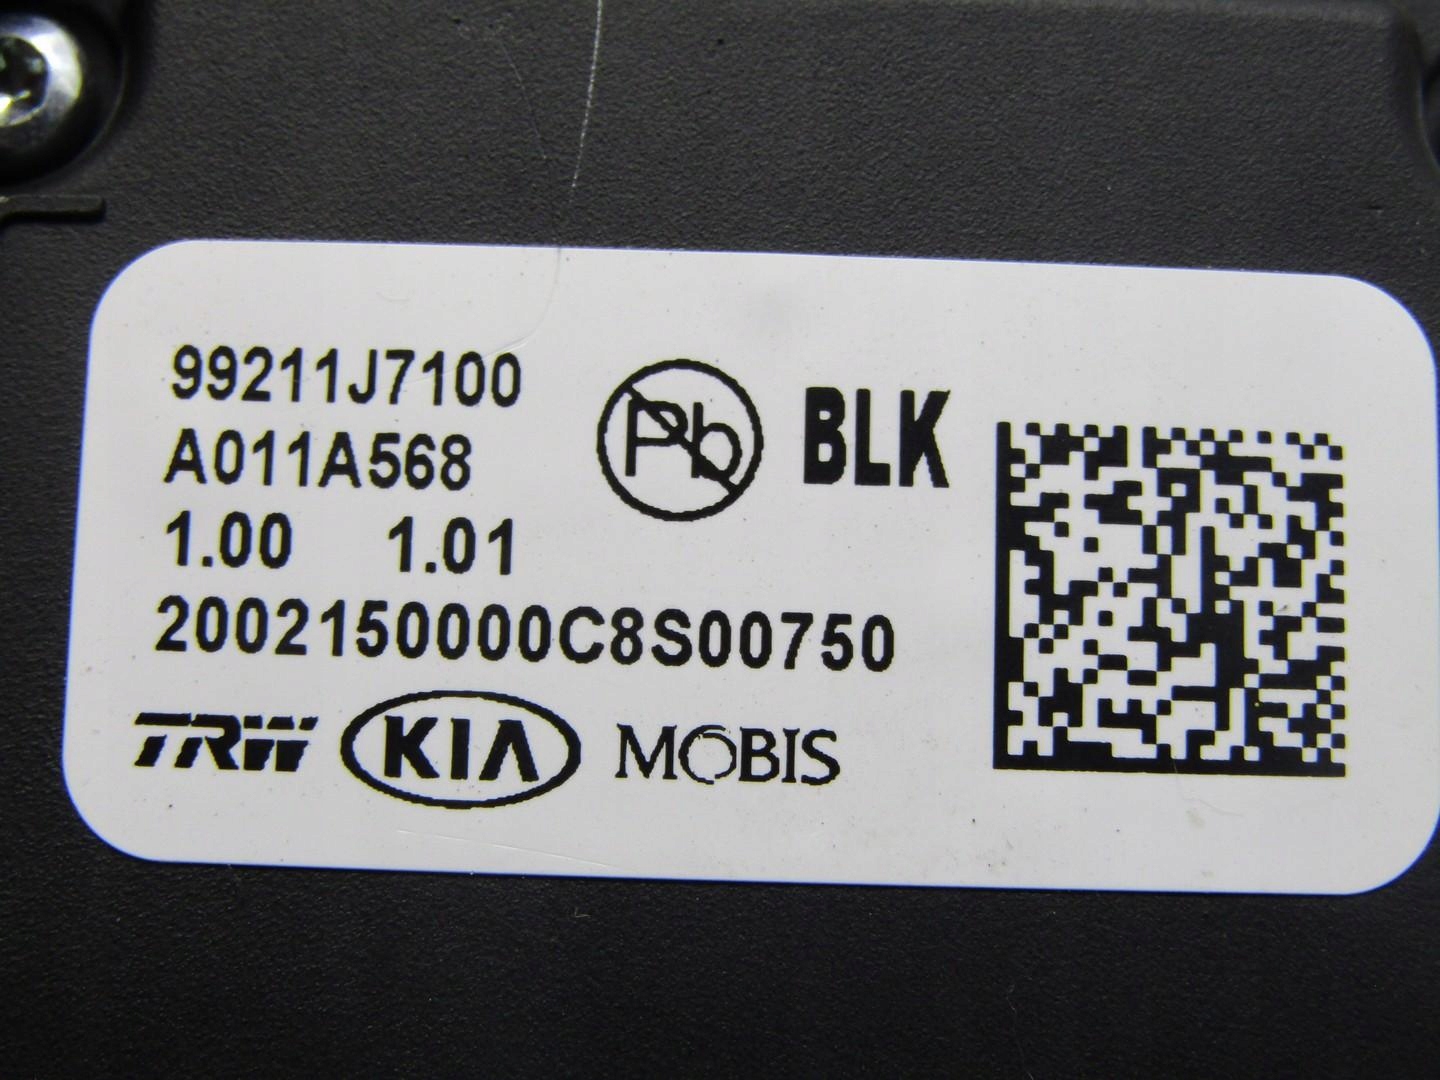 99211J7100
A011A568
1.00 1.01
2002150000C8S00750
Pb
BLK
TRW KIA MOBIS